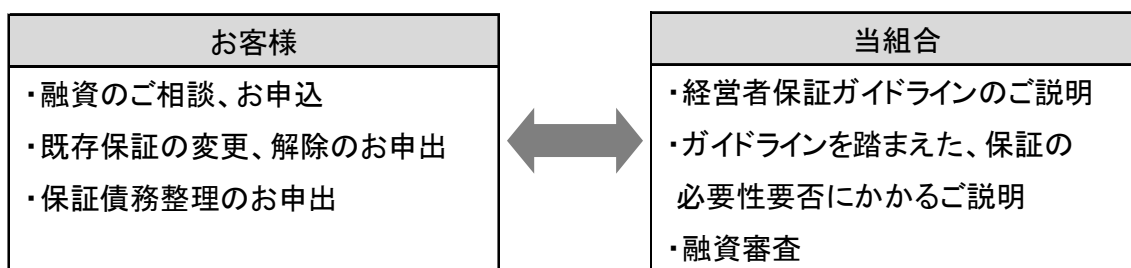 お客様
・融資のご相談、お申込
・既存保証の変更、解除のお申出
・保証債務整理のお申出
当組合
・経営者保証ガイドラインのご説明
・ガイドラインを踏まえた、保証の
必要性要否にかかるご説明
・融資審査